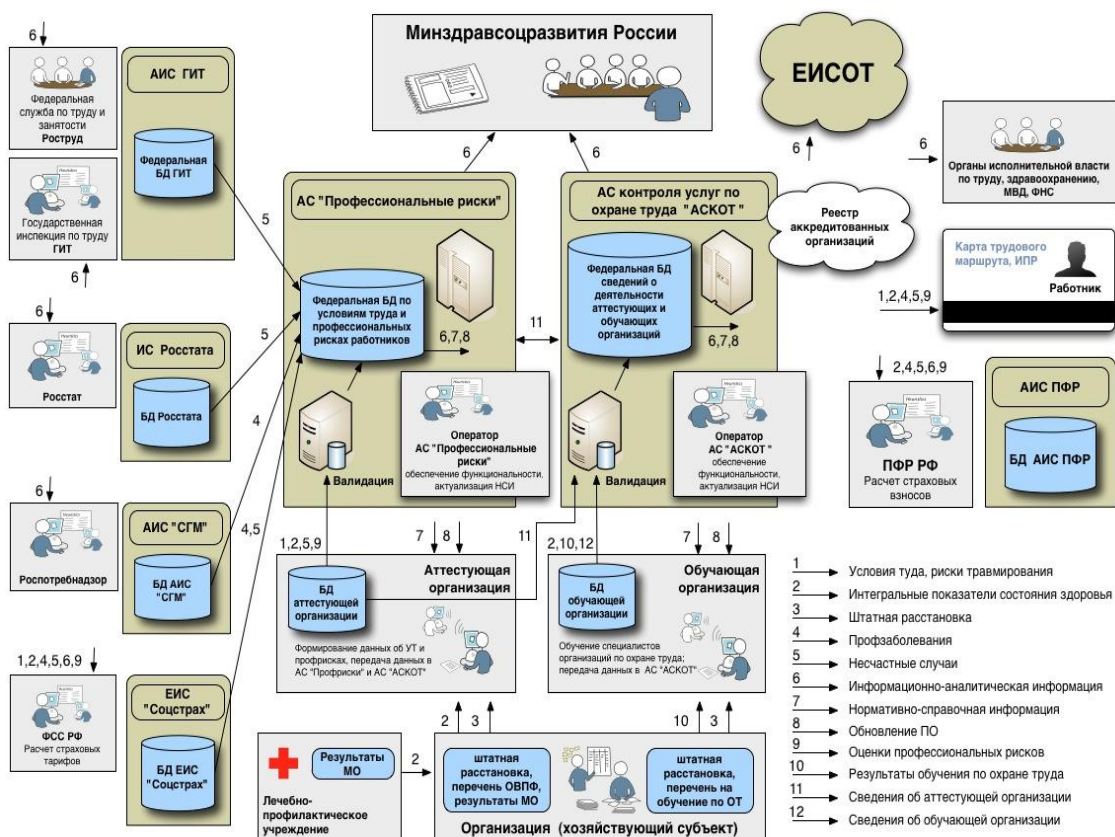 Минздравсоцразвития России
ЕИСОТ
6
Федеральная
служба по труду и
занятости
Роструд
Государственная
инспекция по труду
ГИТ
6
АИС ГИТ
Федеральная
БД ГИТ
5
6
6
6
6
Органы исполнительной власти
по труду, здравоохранению,
МВД, ФНС
Реестр
аккредитованных
организаций
Карта трудового
маршрута, ИПР
Работник
1,2,4,5,9
АС "Профессиональные риски"
Федеральная БД по
условиям труда и
профессиональных
рисках работников
6,7,8
Валидация
Оператор
АС "Профессиональные
риски"
обеспечение функциональности,
актуализация НСИ
11
АС контроля услуг по
охране труда "АСКОТ"
Федеральная БД
сведений о
деятельности
аттестующих и
обучающих
организаций
6,7,8
Валидация
Оператор
АС "АСКОТ "
обеспечение
функциональности,
актуализация НСИ
6
Росстат
ИС Росстата
БД Росстата
5
4
4,5
6
Роспотребнадзор
АИС "СГМ"
БД АИС
"СГМ"
1,2,4,5,6,9
ФСС РФ
Расчет страховых
тарифов
ЕИС
"Соцстрах"
БД ЕИС
"Соцстрах"
2,4,5,6,9
ПФР РФ
Расчет страховых
взносов
АИС ПФР
БД АИС ПФР
1,2,5,9
7
8
11
2,10,12
7
8
Аттестующая
организация
БД
аттестующей
организации
Формирование данных об УТ и
профрисках, передача данных в
АС "Профриски" и АС "АСКОТ"
Обучающая
организация
БД
обучающей
организации
Обучение специалистов
организаций по охране труда;
передача данных в АС "АСКОТ"
2
3
10
3
Результаты
МО
Лечебно-
профилактическое
учреждение
2
штатная
расстановка,
перечень ОВПФ,
результаты МО
штатная
расстановка,
перечень на
обучение по ОТ
Организация (хозяйствующий субъект)
1 Условия туда, риски травмирования
2 Интегральные показатели состояния здоровья
3 Штатная расстановка
4 Профзаболевания
5 Несчастные случаи
6 Информационно-аналитическая информация
7 Нормативно-справочная информация
8 Обновление ПО
9 Оценки профессиональных рисков
10 Результаты обучения по охране труда
11 Сведения об аттестующей организации
12 Сведения об обучающей организации